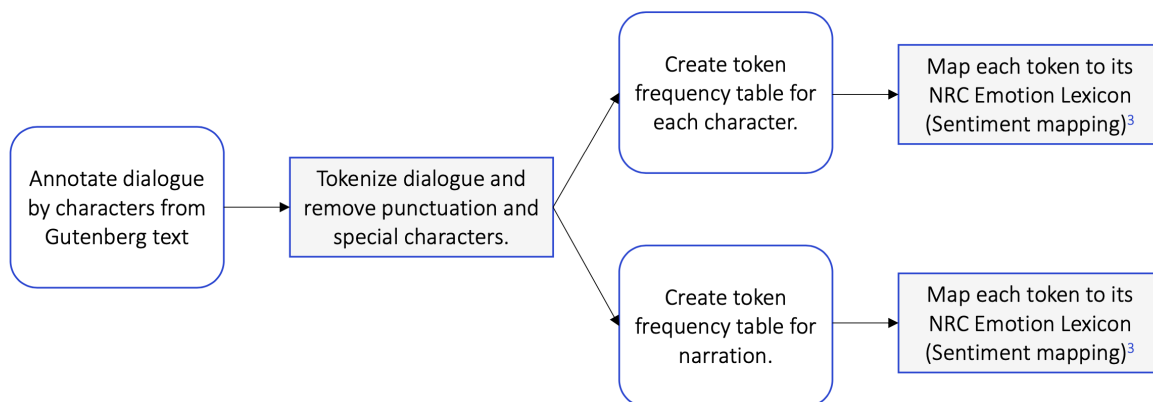 Annotate dialogue
by characters from
Gutenberg text
Tokenize dialogue and
remove punctuation and
special characters.
Create token
frequency table for
each character.
Map each token to its
NRC Emotion Lexicon
(Sentiment mapping)3
Create token
frequency table for
narration.
Map each token to its
NRC Emotion Lexicon
(Sentiment mapping)3